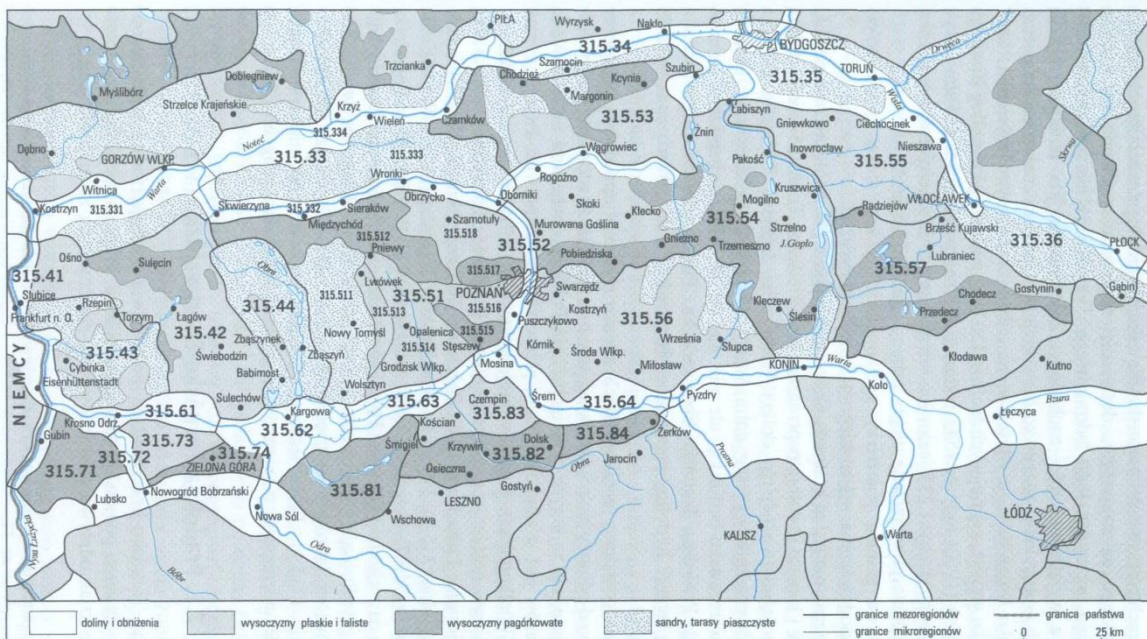 PIŁA
Wyrzysk
Nakło
BYDGOSZCZ
Drwęca
315.34
Trzcianka
Szamocin
Chodzież
Szubin
315.35
TORUŃ
Dobiegniew
Myślibórz
Kcynia
Margonin
Strzelce Krajeńskie
Krzyż
Wieleń
Czarnków
315.53
Łabiszyn
Gniewkowo
Ciechocinek
Wisła
315.334
Noteć
315.33
315.333
Żnin
Nieszawa
Dębno
GORZÓW WLKP.
Wągrowiec
Pakość
Inowrocław
315.55
Skrwa
Witnica
Warta
Wronki
Obrzycko
Rogoźno
Kruszwica
Kostrzyn
315.331
Skwierzyna
315.332
Sieraków
Oborniki
Skoki
Kłecko
Mogilno
315.54
Radziejów
WŁOCŁAWEK
Międzychód
Szamotuły
315.518
Murowana Goślina
Strzelno
Brześć Kujawski
315.36
PŁOCK
315.512
Pniewy
315.52
Pobiedziska
Gniezno
Trzemeszno
J. Gopło
Lubraniec
Ośno
Sulęcin
Obra
315.517
315.57
315.41
Słubice
Frankfurt n. O.
Rzepin
Torzym
Łagów
315.42
315.44
315.511
Lwówek
315.51
315.513
POZNAŃ
315.516
Swarzędz
Kostrzyn
315.56
Kleczew
Ślesin
Chodecz
Gostynin
Gąbin
Przedecz
Puszczykowo
315.43
Świebodzin
Zbąszynek
Zbąszyń
Nowy Tomyśl
Opalenica
315.515
Stęszew
315.514
Grodzisk Wlkp.
Kórnik
Września
Słupca
Cybinka
Eisenhüttenstadt
Babimost
Mosina
Środa Wlkp.
Miłosław
KONIN
Warta
Kłodawa
Kutno
NIEMCY
Sulechów
Wolsztyn
Koło
315.61
Krosno Odrz.
Kargowa
315.62
315.63
Czempiń
315.83
Śrem
315.64
Pyzdry
Bzura
Łęczyca
Gubin
315.73
315.72
315.74
ZIELONA GÓRA
Kościan
Śmigiel
Krzywin
Dolsk
315.82
315.84
Żerków
315.71
315.81
Osieczna
Obra
Jarocin
Prosna
Lubsko
Nowogród Bobrzański
LESZNO
Gostyń
Nowa Sól
Wschowa
KALISZ
Warta
ŁÓDŹ
Nysa Łużycka
Bóbr
Odra
doliny i obniżenia
wysoczyzny płaskie i faliste
wysoczyzny pagórkowate
sandry, tarasy piaszczyste
granice mezoregionów
granice mikroregionów
granica państwa
0 25 km